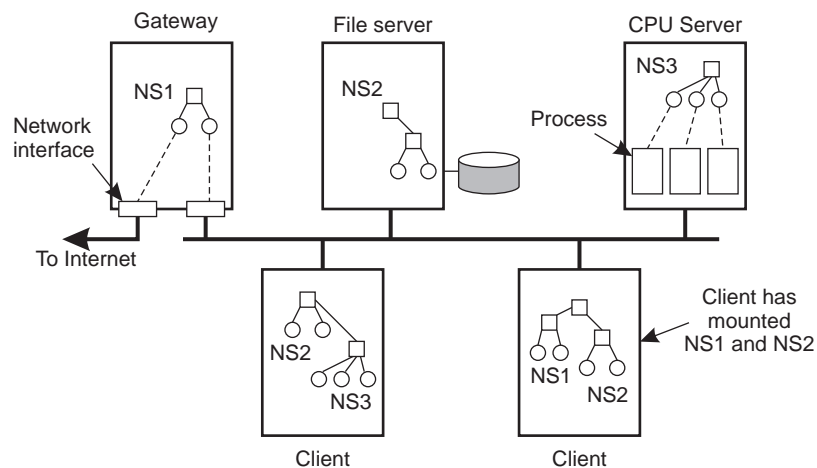 Gateway
File server
CPU Server
NS1
NS2
NS3
Network
interface
Process
To Internet
NS2
NS3
NS1
NS2
Client has
mounted
NS1 and NS2
Client
Client